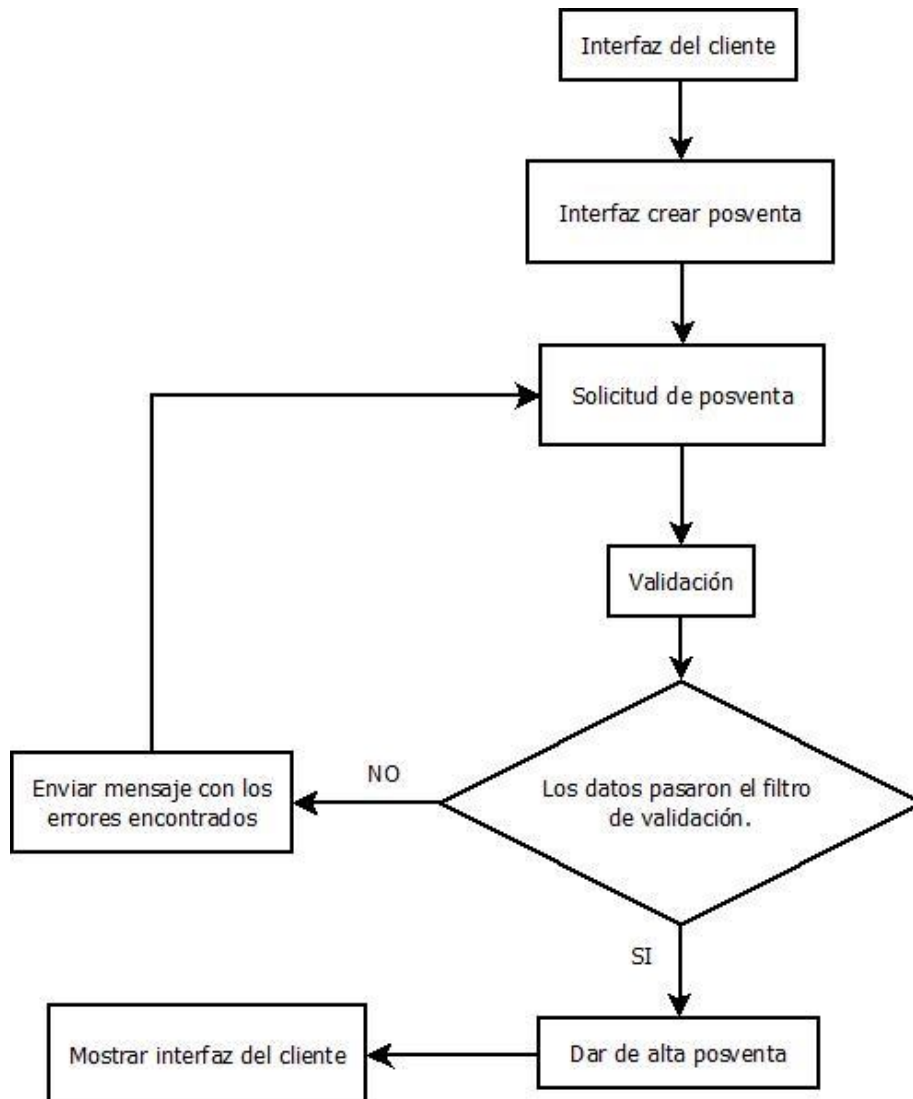 Interfaz del cliente
Interfaz crear posventa
Solicitud de posventa
Validación
Los datos pasaron el filtro
de validación.
NO
Enviar mensaje con los
errores encontrados
SI
Dar de alta posventa
Mostrar interfaz del cliente